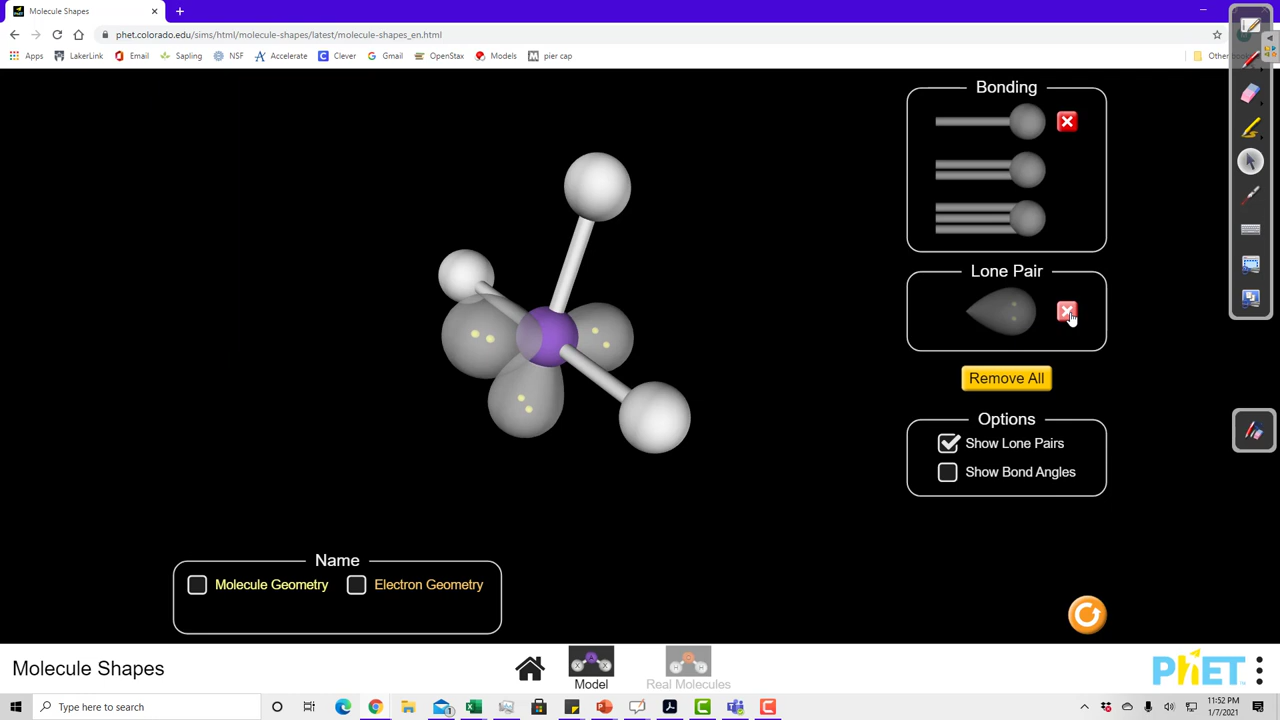 Molecule Shapes
phet.colorado.edu/sims/html/molecule-shapes/latest/molecule-shapes_en.html
Apps LakerLink Email Sapling NSF Accelerate Clever Gmail OpenStax Models pier cap Other boo
Bonding
Lone Pair
Remove All
Options
Show Lone Pairs
Show Bond Angles
Name
Molecule Geometry Electron Geometry
Molecule Shapes
Model
Real Molecules
PhET
Type here to search
11:52 PM
1/7/2021